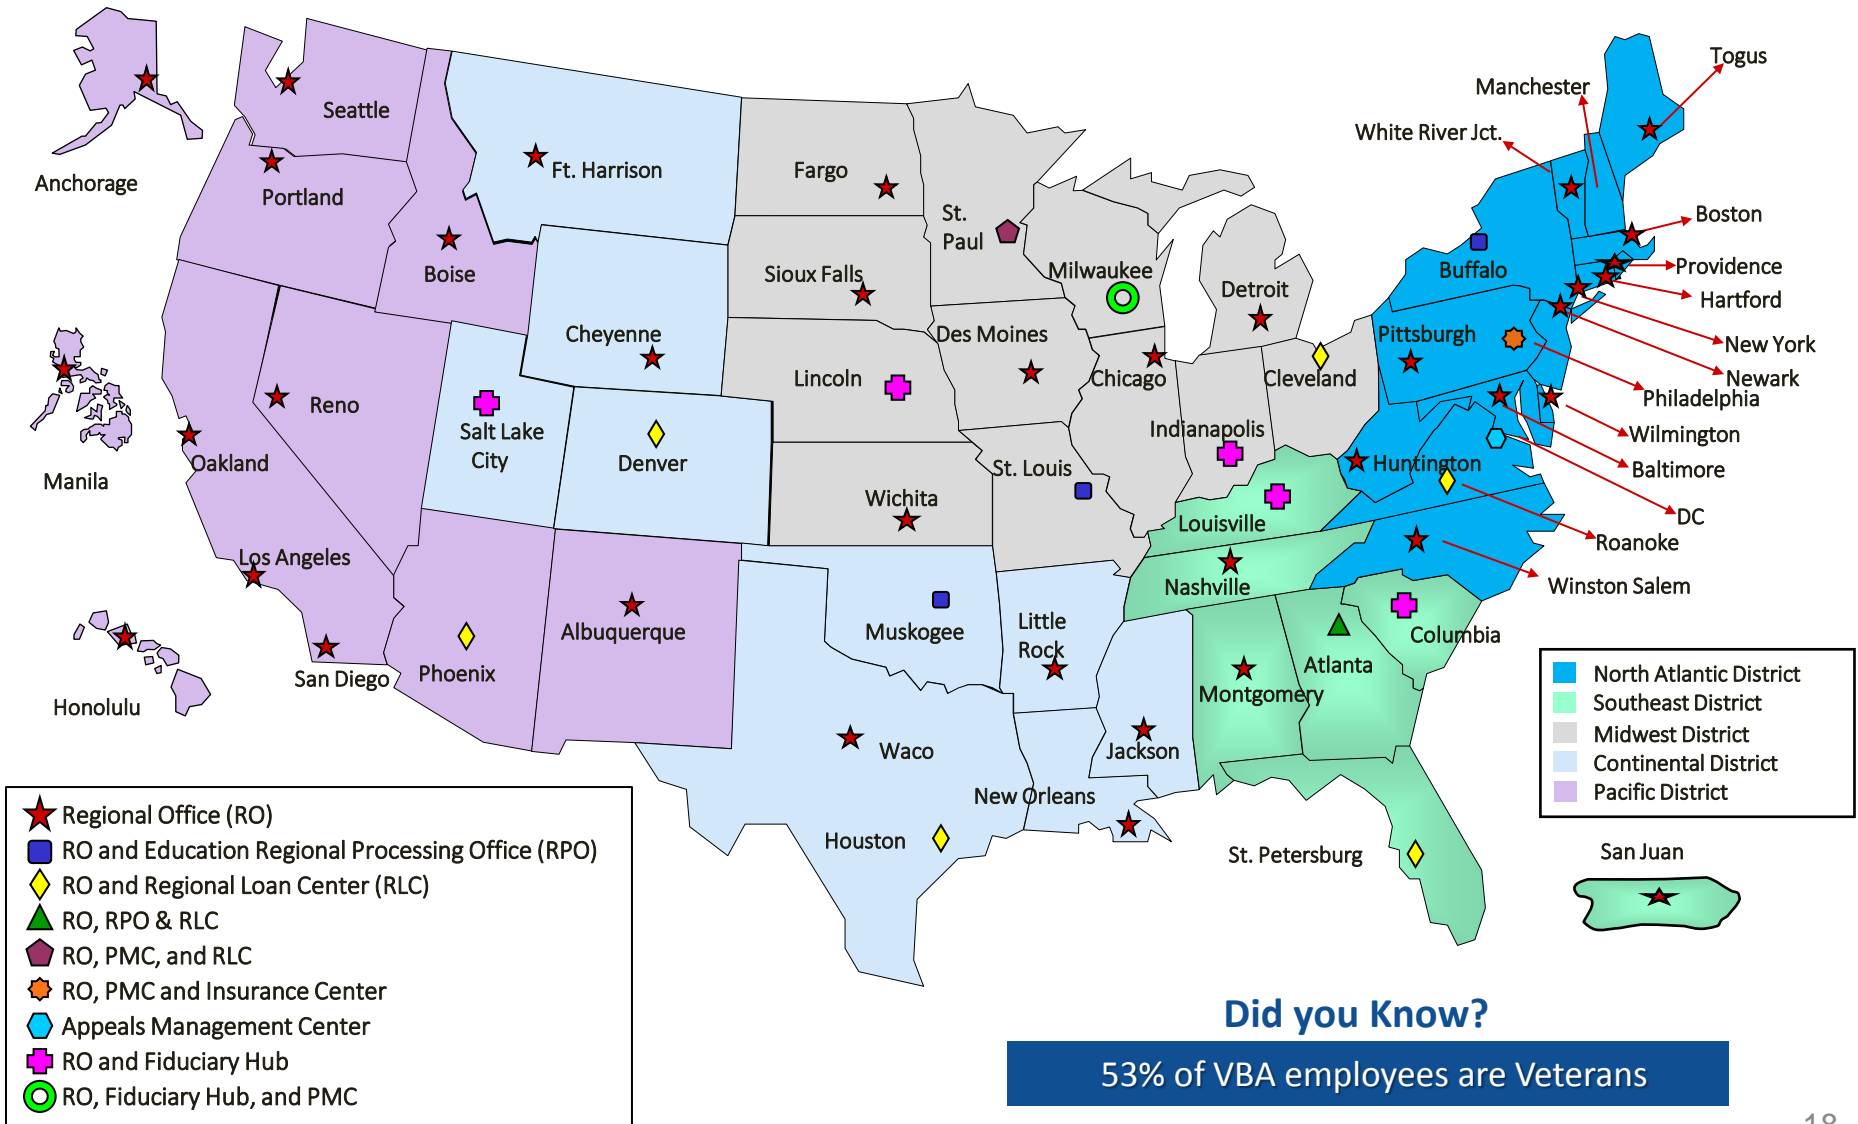 Togus
Manchester
White River Jct.
Seattle
Anchorage
Ft. Harrison
Fargo
Portland
St.
Paul
Boston
Boise
Sioux Falls
Milwaukee
Buffalo
Providence
Detroit
Hartford
Cheyenne
Des Moines
Pittsburgh
New York
Lincoln
Chicago
Cleveland
Newark
Reno
Philadelphia
Salt Lake
City
Indianapolis
Wilmington
Oakland
Denver
St. Louis
Huntington
Baltimore
Manila
Wichita
Louisville
DC
Roanoke
Los Angeles
Nashville
Winston Salem
Albuquerque
Muskogee
Little
Rock
Columbia
Phoenix
San Diego
Atlanta
Montgomery
Honolulu
Waco
Jackson
New Orleans
Houston
St. Petersburg
San Juan
North Atlantic District
Southeast District
Midwest District
Continental District
Pacific District
Regional Office (RO)
RO and Education Regional Processing Office (RPO)
RO and Regional Loan Center (RLC)
RO, RPO & RLC
RO, PMC, and RLC
RO, PMC and Insurance Center
Appeals Management Center
RO and Fiduciary Hub
RO, Fiduciary Hub, and PMC
Did you Know?
53% of VBA employees are Veterans
18